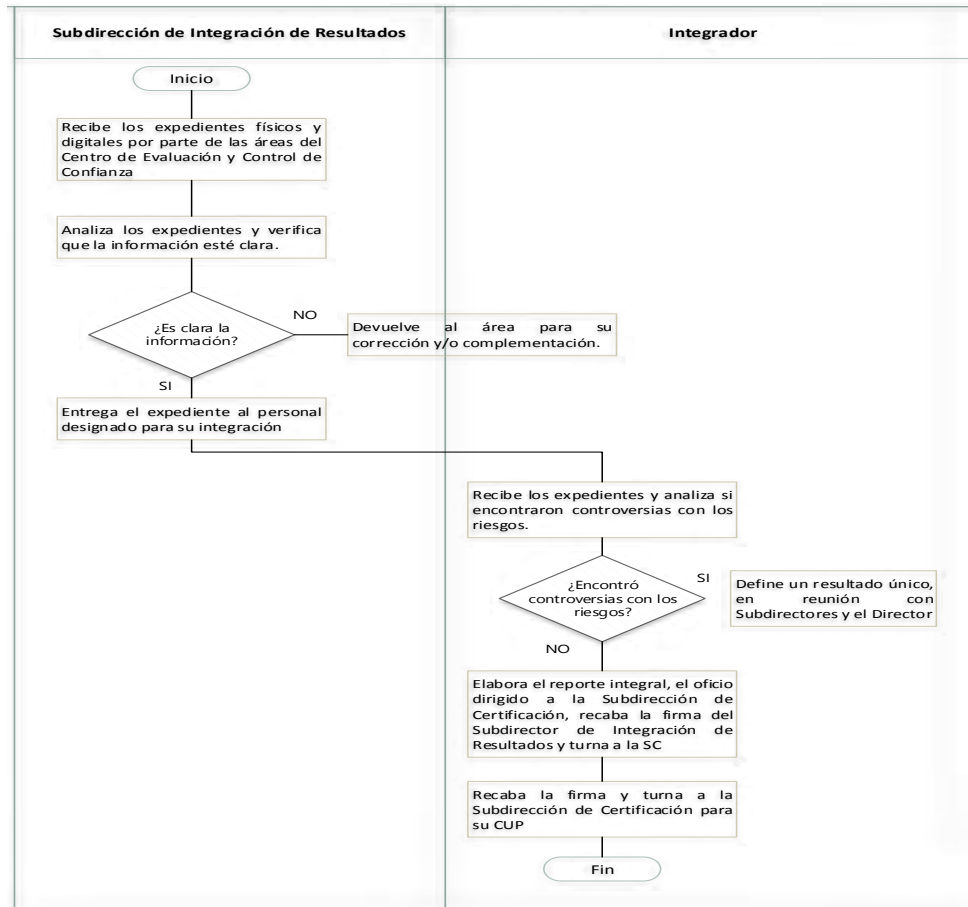 Subdirección de Integración de Resultados
Integrador
Inicio
Recibe los expedientes físicos y
digitales por parte de las áreas del
Centro de Evaluación y Control de
Confianza
Analiza los expedientes y verifica
que la información esté clara.
¿Es clara la
información?
NO
Devuelve al área para su
corrección y/o complementación.
SI
Entrega el expediente al personal
designado para su integración
Recibe los expedientes y analiza si
encontraron controversias con los
riesgos.
¿Encontró
controversias con los
riesgos?
SI
Define un resultado único,
en reunión con
Subdirectores y el Director
NO
Elabora el reporte integral, el oficio
dirigido a la Subdirección de
Certificación, recaba la firma del
Subdirector de Integración de
Resultados y turna a la SC
Recaba la firma y turna a la
Subdirección de Certificación para
su CUP
Fin